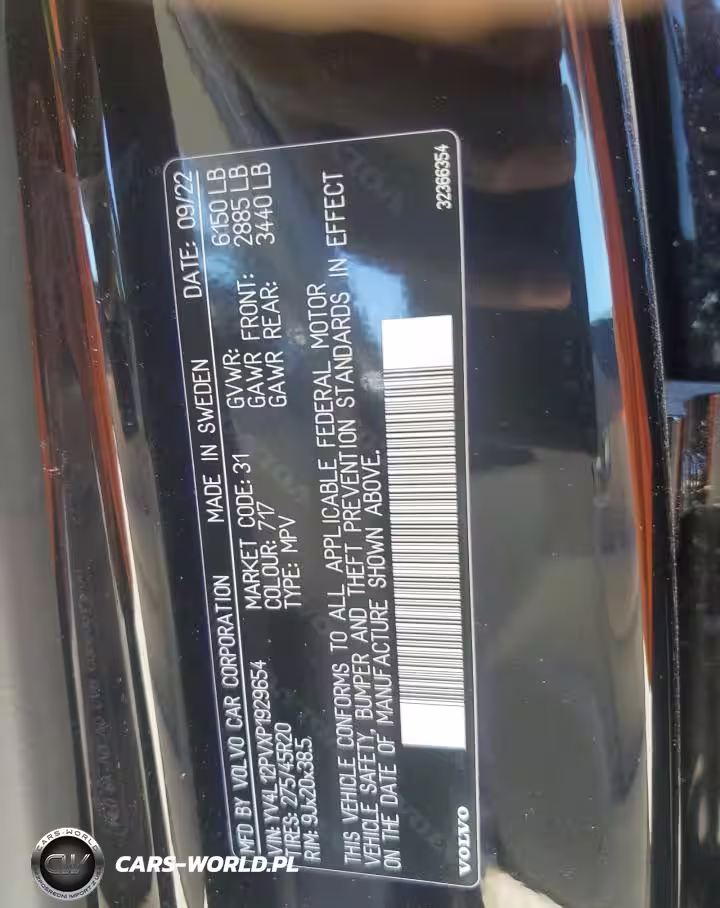 MFD BY VOLVO CAR CORPORATION MADE IN SWEDEN DATE: 09/22
VIN: YV4L12PVXP1929654 MARKET CODE: 31 GVWR: 6150 LB
TIRES: 275/45R20 COLOUR: 717 GAWR FRONT: 2885 LB
RIM: 9Jx20x38.5 TYPE: MPV GAWR REAR: 3440 LB
THIS VEHICLE CONFORMS TO ALL APPLICABLE FEDERAL MOTOR
VEHICLE SAFETY, BUMPER AND THEFT PREVENTION STANDARDS IN EFFECT
ON THE DATE OF MANUFACTURE SHOWN ABOVE.
VOLVO 32366354
CARS-WORLD
CW
CARS-WORLD.PL